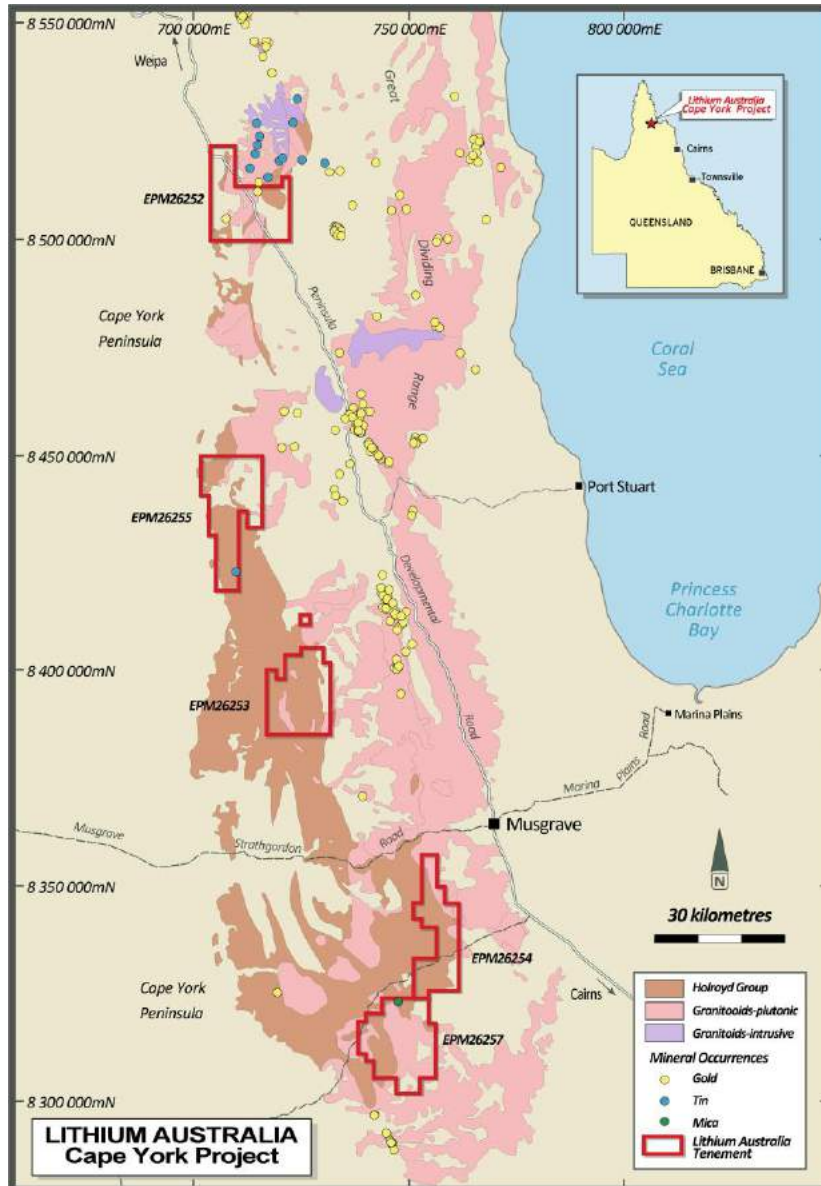 8 550 000mN
700 000mE
750 000mE
800 000mE
Weipa
Great
Lithium Australia
Cape York Project
Cairns
Townsville
QUEENSLAND
BRISBANE
EPM26252
8 500 000mN
Dividing
Peninsula
Cape York
Peninsula
Coral
Sea
Range
8 450 000mN
Port Stuart
EPM26255
Developmental
Princess
Charlotte
Bay
8 400 000mN
EPM26253
Marina Plains
Road
Road
Plains
Marina
Musgrave
Musgrave
Strathgordon
Road
8 350 000mN
N
30 kilometres
EPM26254
Cape York
Peninsula
Cairns
EPM26257
8 300 000mN
Holroyd Group
Granitooids-plutonic
Granitoids-intrusive
Mineral Occurrences
Gold
Tin
Mica
Lithium Australia
Tenement
LITHIUM AUSTRALIA
Cape York Project